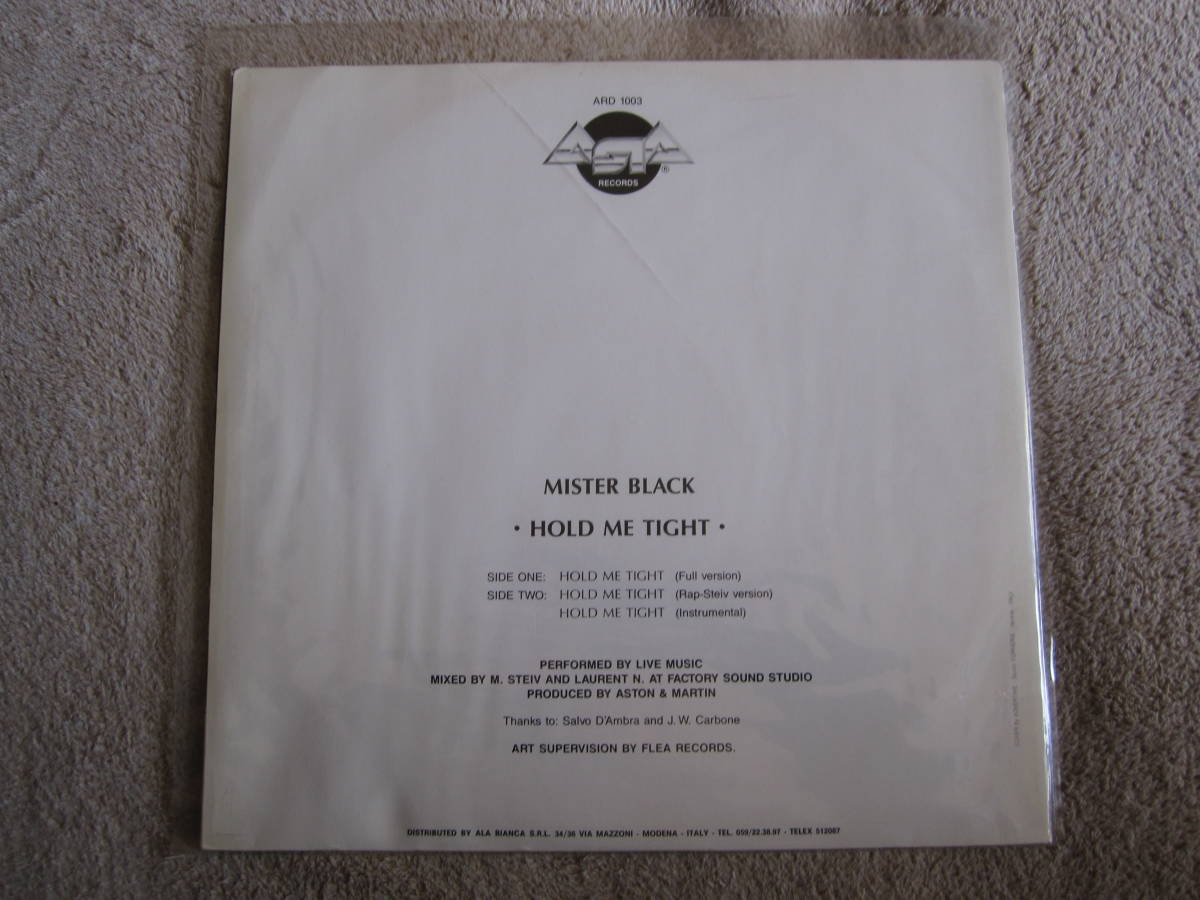 ARD 1003
ASTA ®
RECORDS
MISTER BLACK
• HOLD ME TIGHT •
SIDE ONE: HOLD ME TIGHT (Full version)
SIDE TWO: HOLD ME TIGHT (Rap-Steiv version)
HOLD ME TIGHT (Instrumental)
PERFORMED BY LIVE MUSIC
MIXED BY M. STEIV AND LAURENT N. AT FACTORY SOUND STUDIO
PRODUCED BY ASTON & MARTIN
Thanks to: Salvo D'Ambra and J. W. Carbone
ART SUPERVISION BY FLEA RECORDS.
DISTRIBUTED BY ALA BIANCA S.R.L. 34/36 VIA MAZZONI - MODENA - ITALY - TEL. 059/22.38.97 - TELEX 512087